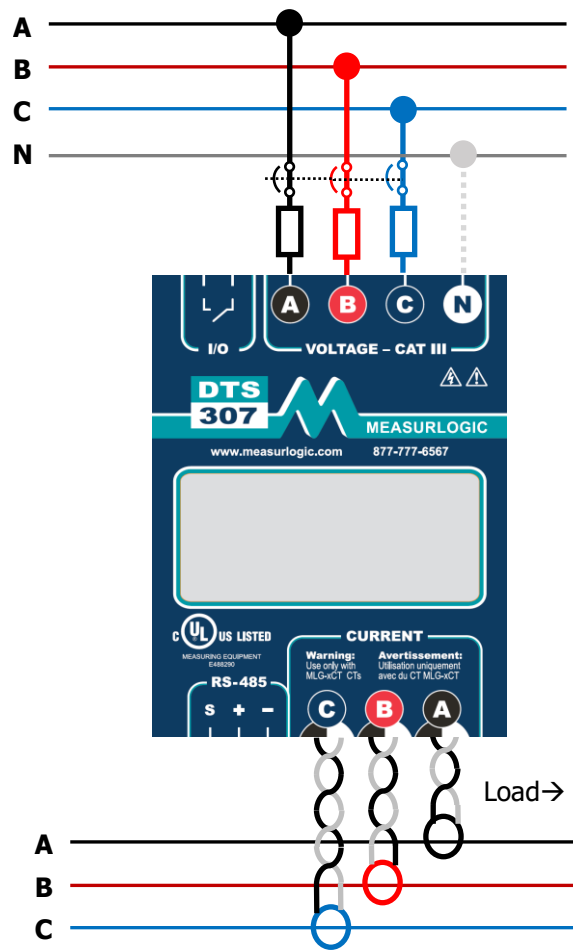 A
B
C
N
A B C N
I/O
VOLTAGE – CAT III
DTS
307
MEASURLOGIC
www.measurlogic.com 877-777-6567
C UL US LISTED
MEASURING EQUIPMENT
E488290
CURRENT
Warning: Avertissement:
Use only with Utilisation uniquement
MLG-xCT CTs avec du CT MLG-xCT
RS-485
S + –
C B A
Load→
A
B
C